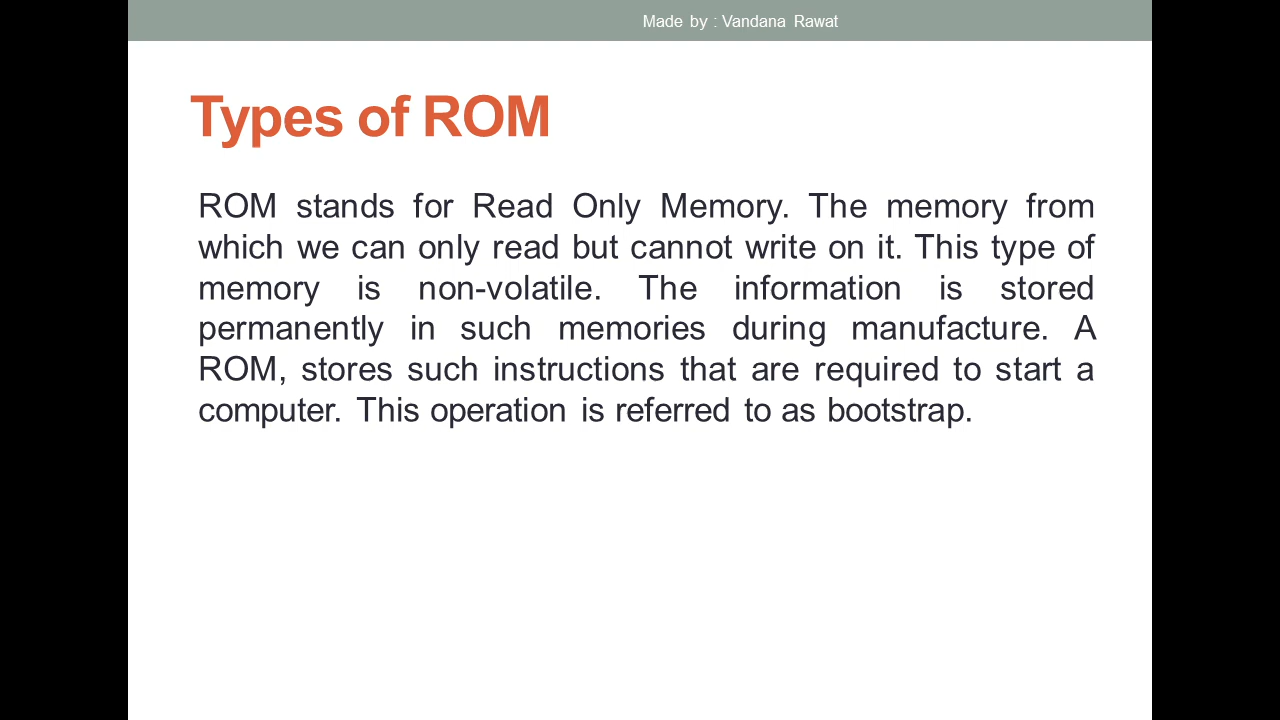 Made by : Vandana Rawat
Types of ROM
ROM stands for Read Only Memory. The memory from
which we can only read but cannot write on it. This type of
memory is non-volatile. The information is stored
permanently in such memories during manufacture. A
ROM, stores such instructions that are required to start a
computer. This operation is referred to as bootstrap.